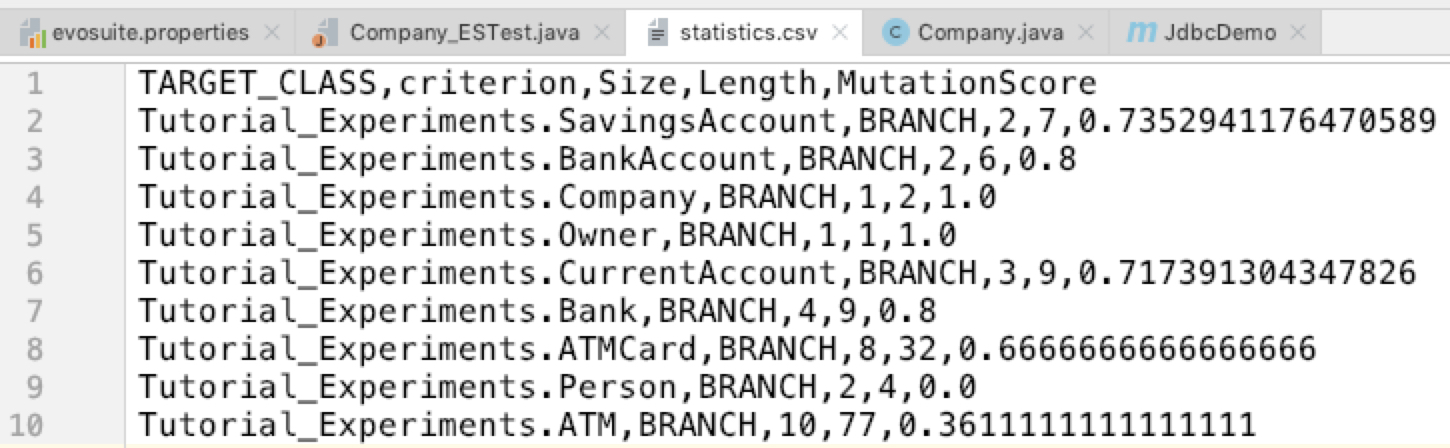 evosuite.properties Company_ESTest.java statistics.csv Company.java JdbcDemo
1 TARGET_CLASS,criterion,Size,Length,MutationScore
2 Tutorial_Experiments.SavingsAccount,BRANCH,2,7,0.7352941176470589
3 Tutorial_Experiments.BankAccount,BRANCH,2,6,0.8
4 Tutorial_Experiments.Company,BRANCH,1,2,1.0
5 Tutorial_Experiments.Owner,BRANCH,1,1,1.0
6 Tutorial_Experiments.CurrentAccount,BRANCH,3,9,0.717391304347826
7 Tutorial_Experiments.Bank,BRANCH,4,9,0.8
8 Tutorial_Experiments.ATMCard,BRANCH,8,32,0.6666666666666666
9 Tutorial_Experiments.Person,BRANCH,2,4,0.0
10 Tutorial_Experiments.ATM,BRANCH,10,77,0.3611111111111111